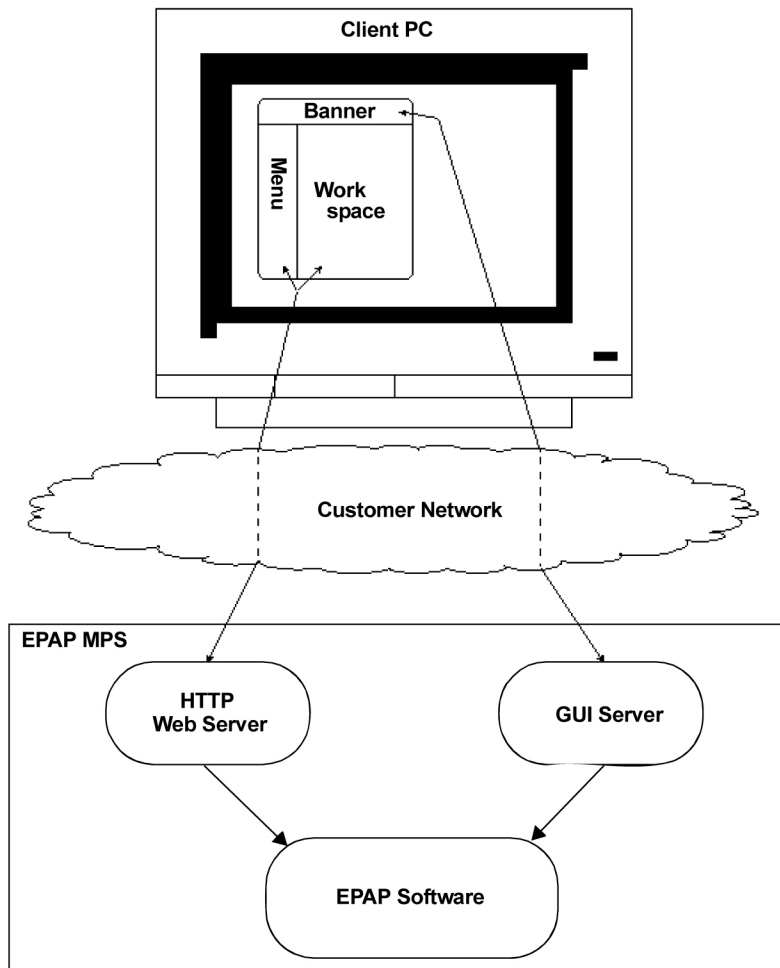 Client PC
Banner
Menu
Work
space
Customer Network
EPAP MPS
HTTP
Web Server
GUI Server
EPAP Software